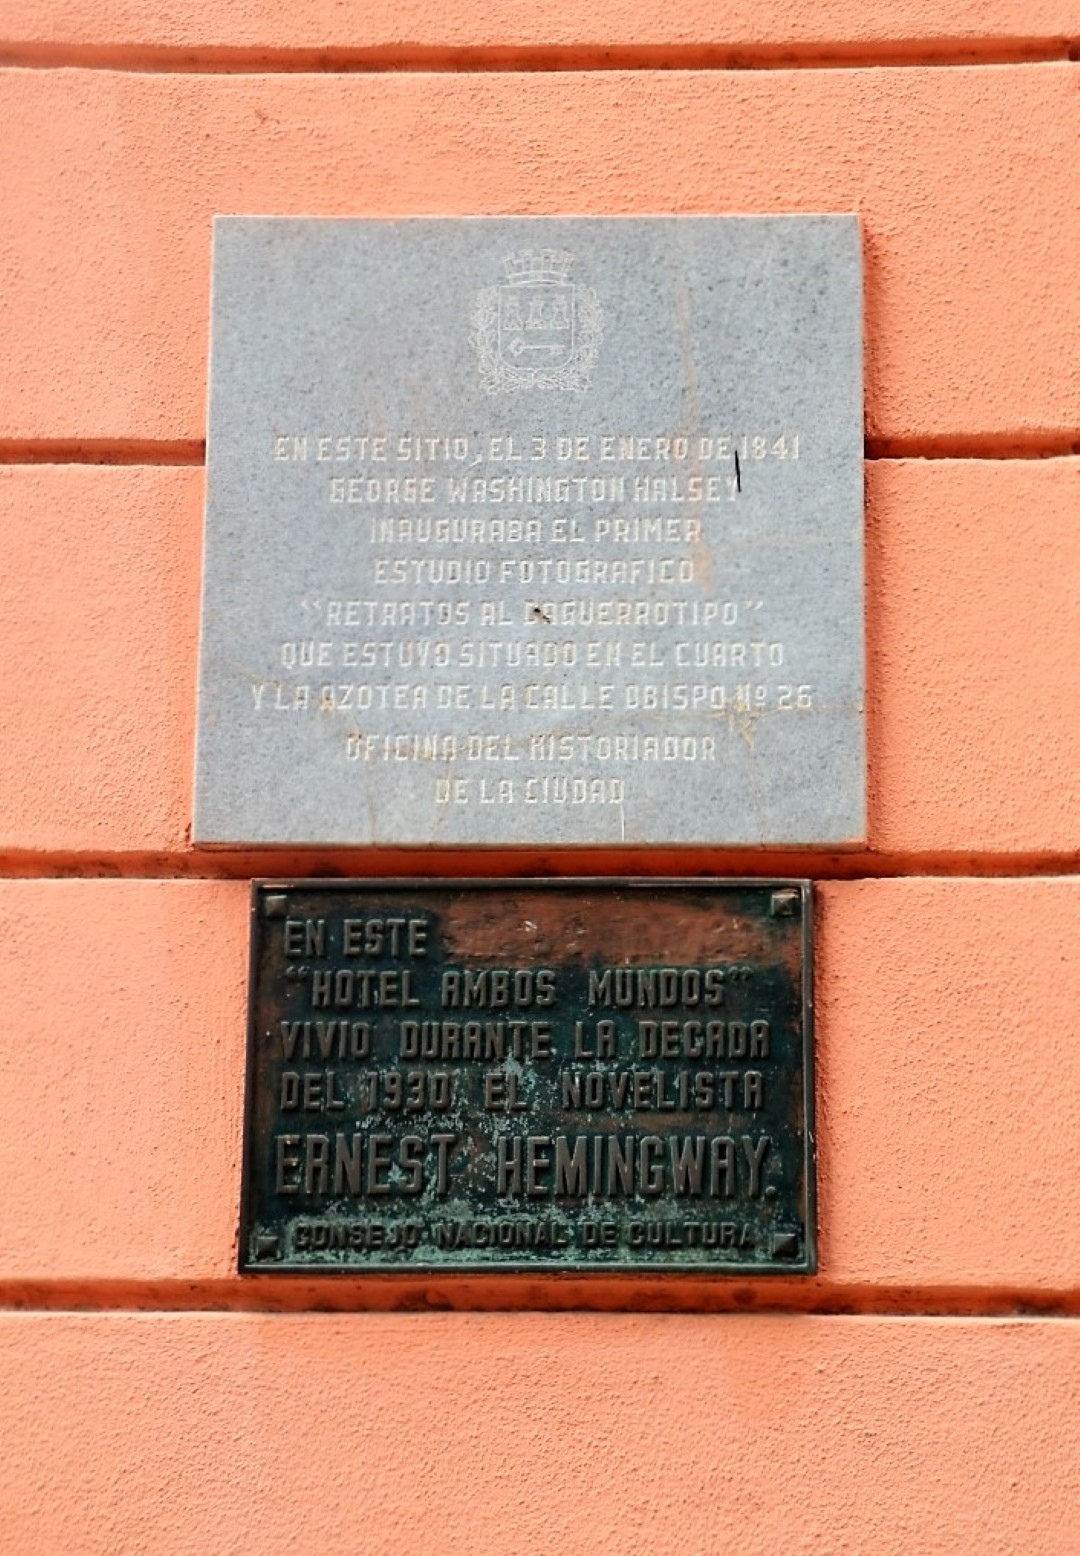 EN ESTE SITIO, EL 3 DE ENERO DE 1841
GEORGE WASHINGTON HALSEY
INAUGURABA EL PRIMER
ESTUDIO FOTOGRAFICO
“RETRATOS AL DAGUERROTIPO”
QUE ESTUVO SITUADO EN EL CUARTO
Y LA AZOTEA DE LA CALLE OBISPO Nº 26
OFICINA DEL HISTORIADOR
DE LA CIUDAD
EN ESTE
“HOTEL AMBOS MUNDOS”
VIVIO DURANTE LA DECADA
DEL 1930 EL NOVELISTA
ERNEST HEMINGWAY.
CONSEJO NACIONAL DE CULTURA